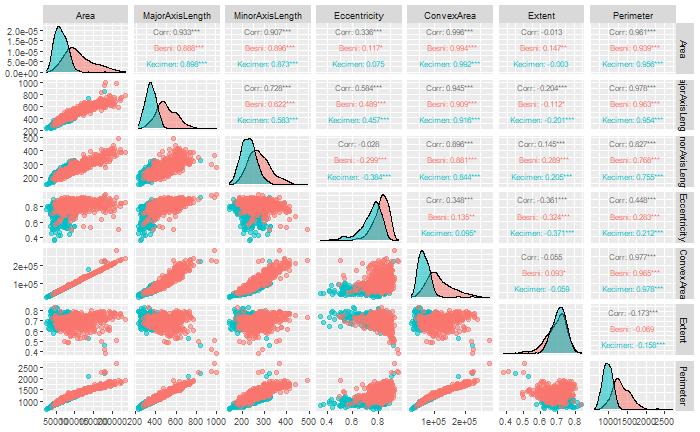 Area MajorAxisLength MinorAxisLength Eccentricity ConvexArea Extent Perimeter
2.0e-05
1.5e-05
1.0e-05
5.0e-06
0.0e+00
Corr: 0.933***
Besni: 0.888***
Kecimen: 0.898***
Corr: 0.907***
Besni: 0.896***
Kecimen: 0.873***
Corr: 0.336***
Besni: 0.117*
Kecimen: 0.075
Corr: 0.996***
Besni: 0.994***
Kecimen: 0.992***
Corr: -0.013
Besni: 0.147**
Kecimen: -0.003
Corr: 0.961***
Besni: 0.939***
Kecimen: 0.956***
Area
1000
800
600
400
200
Corr: 0.728***
Besni: 0.622***
Kecimen: 0.583***
Corr: 0.584***
Besni: 0.489***
Kecimen: 0.457***
Corr: 0.945***
Besni: 0.909***
Kecimen: 0.916***
Corr: -0.204***
Besni: -0.112*
Kecimen: -0.201***
Corr: 0.978***
Besni: 0.963***
Kecimen: 0.954***
ajorAxisLeng
500
400
300
200
Corr: -0.028
Besni: -0.299***
Kecimen: -0.384***
Corr: 0.896***
Besni: 0.881***
Kecimen: 0.844***
Corr: 0.145***
Besni: 0.289***
Kecimen: 0.205***
Corr: 0.827***
Besni: 0.768***
Kecimen: 0.755***
norAxisLeng
0.8
0.6
0.4
Corr: 0.348***
Besni: 0.135**
Kecimen: 0.095*
Corr: -0.361***
Besni: -0.324***
Kecimen: -0.371***
Corr: 0.448***
Besni: 0.283***
Kecimen: 0.212***
Eccentricity
2e+05
1e+05
Corr: -0.055
Besni: 0.093*
Kecimen: -0.059
Corr: 0.977***
Besni: 0.965***
Kecimen: 0.978***
ConvexArea
0.8
0.7
0.6
0.5
0.4
Corr: -0.173***
Besni: -0.069
Kecimen: -0.158***
Extent
2500
2000
1500
1000
Perimeter
200 400 600 800 1000 200 300 400 500 0.4 0.6 0.8 1e+05 2e+05 0.4 0.5 0.6 0.7 0.8 1000 1500 2000 2500